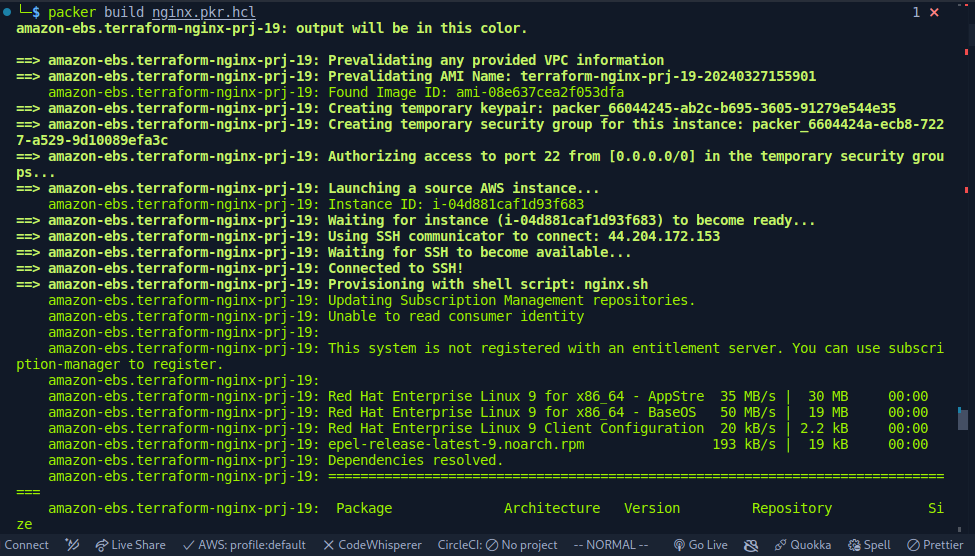 └─$ packer build nginx.pkr.hcl 1 ×
amazon-ebs.terraform-nginx-prj-19: output will be in this color.
==> amazon-ebs.terraform-nginx-prj-19: Prevalidating any provided VPC information
==> amazon-ebs.terraform-nginx-prj-19: Prevalidating AMI Name: terraform-nginx-prj-19-20240327155901
amazon-ebs.terraform-nginx-prj-19: Found Image ID: ami-08e637cea2f053dfa
==> amazon-ebs.terraform-nginx-prj-19: Creating temporary keypair: packer_66044245-ab2c-b695-3605-91279e544e35
==> amazon-ebs.terraform-nginx-prj-19: Creating temporary security group for this instance: packer_6604424a-ecb8-722
7-a529-9d10089efa3c
==> amazon-ebs.terraform-nginx-prj-19: Authorizing access to port 22 from [0.0.0.0/0] in the temporary security grou
ps...
==> amazon-ebs.terraform-nginx-prj-19: Launching a source AWS instance...
amazon-ebs.terraform-nginx-prj-19: Instance ID: i-04d881caf1d93f683
==> amazon-ebs.terraform-nginx-prj-19: Waiting for instance (i-04d881caf1d93f683) to become ready...
==> amazon-ebs.terraform-nginx-prj-19: Using SSH communicator to connect: 44.204.172.153
==> amazon-ebs.terraform-nginx-prj-19: Waiting for SSH to become available...
==> amazon-ebs.terraform-nginx-prj-19: Connected to SSH!
==> amazon-ebs.terraform-nginx-prj-19: Provisioning with shell script: nginx.sh
amazon-ebs.terraform-nginx-prj-19: Updating Subscription Management repositories.
amazon-ebs.terraform-nginx-prj-19: Unable to read consumer identity
amazon-ebs.terraform-nginx-prj-19:
amazon-ebs.terraform-nginx-prj-19: This system is not registered with an entitlement server. You can use subscri
ption-manager to register.
amazon-ebs.terraform-nginx-prj-19:
amazon-ebs.terraform-nginx-prj-19: Red Hat Enterprise Linux 9 for x86_64 - AppStre 35 MB/s | 30 MB 00:00
amazon-ebs.terraform-nginx-prj-19: Red Hat Enterprise Linux 9 for x86_64 - BaseOS 50 MB/s | 19 MB 00:00
amazon-ebs.terraform-nginx-prj-19: Red Hat Enterprise Linux 9 Client Configuration 20 kB/s | 2.2 kB 00:00
amazon-ebs.terraform-nginx-prj-19: epel-release-latest-9.noarch.rpm 193 kB/s | 19 kB 00:00
amazon-ebs.terraform-nginx-prj-19: Dependencies resolved.
amazon-ebs.terraform-nginx-prj-19: =============================================================================
===
amazon-ebs.terraform-nginx-prj-19: Package Architecture Version Repository Si
ze
Connect Live Share AWS: profile:default CodeWhisperer CircleCI: No project -- NORMAL -- Go Live Quokka Spell Prettier